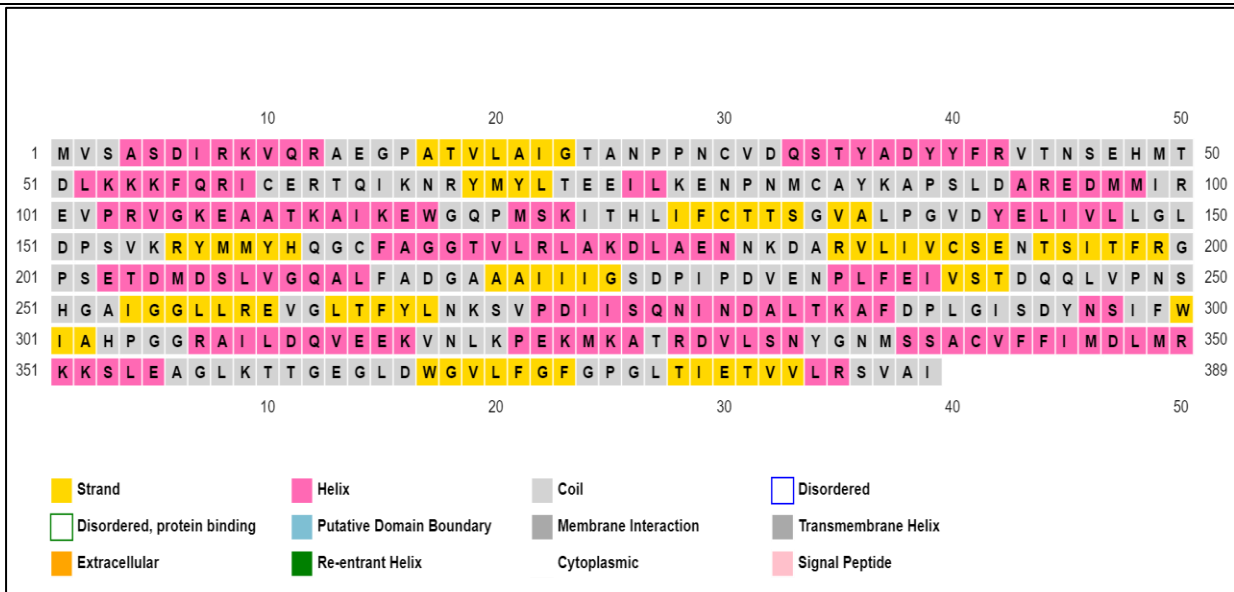 10 20 30 40 50
1 M V S A S D I R K V Q R A E G P A T V L A I G T A N P P N C V D Q S T Y A D Y Y F R V T N S E H M T 50
51 D L K K K F Q R I C E R T Q I K N R Y M Y L T E E I L K E N P N M C A Y K A P S L D A R E D M M I R 100
101 E V P R V G K E A A T K A I K E W G Q P M S K I T H L I F C T T S G V A L P G V D Y E L I V L L G L 150
151 D P S V K R Y M M Y H Q G C F A G G T V L R L A K D L A E N N K D A R V L I V C S E N T S I T F R G 200
201 P S E T D M D S L V G Q A L F A D G A A A I I I G S D P I P D V E N P L F E I V S T D Q Q L V P N S 250
251 H G A I G G L L R E V G L T F Y L N K S V P D I I S Q N I N D A L T K A F D P L G I S D Y N S I F W 300
301 I A H P G G R A I L D Q V E E K V N L K P E K M K A T R D V L S N Y G N M S S A C V F F I M D L M R 350
351 K K S L E A G L K T T G E G L D W G V L F G F G P G L T I E T V V L R S V A I 389
10 20 30 40 50
Strand Helix Coil Disordered
Disordered, protein binding Putative Domain Boundary Membrane Interaction Transmembrane Helix
Extracellular Re-entrant Helix Cytoplasmic Signal Peptide